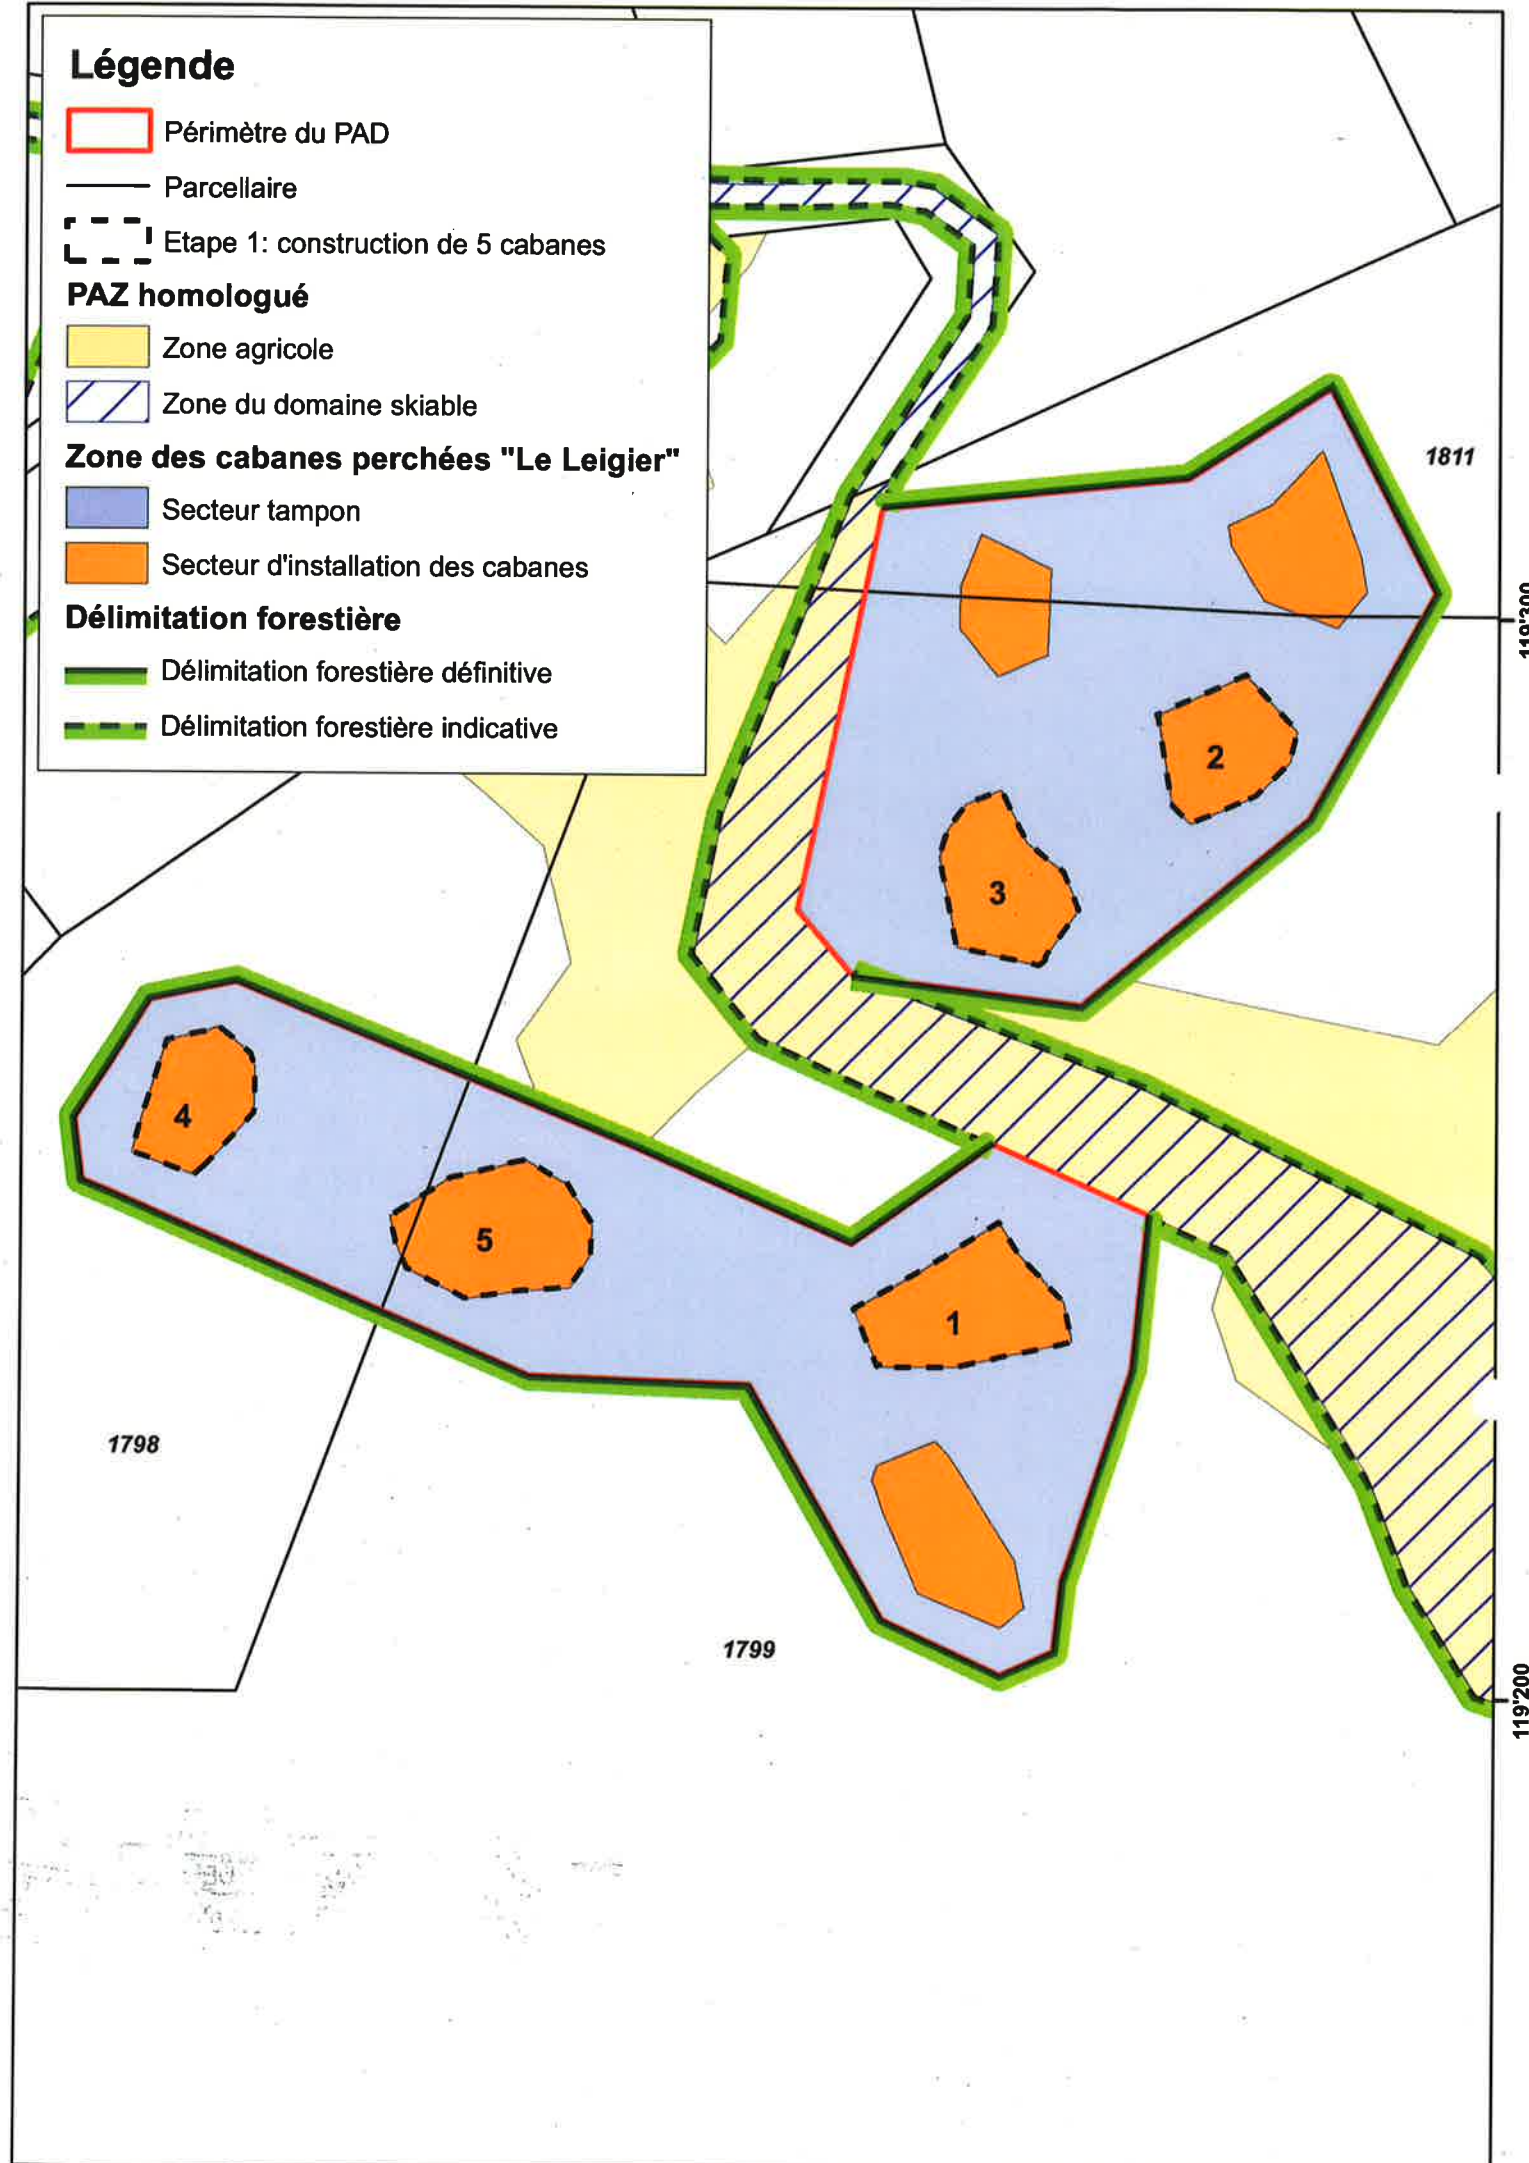 Légende
Périmètre du PAD
Parcellaire
Etape 1: construction de 5 cabanes
PAZ homologué
Zone agricole
Zone du domaine skiable
Zone des cabanes perchées "Le Leigier"
Secteur tampon
Secteur d'installation des cabanes
Délimitation forestière
Délimitation forestière définitive
Délimitation forestière indicative
1811
119'300
2
3
4
5
1
1798
1799
119'200